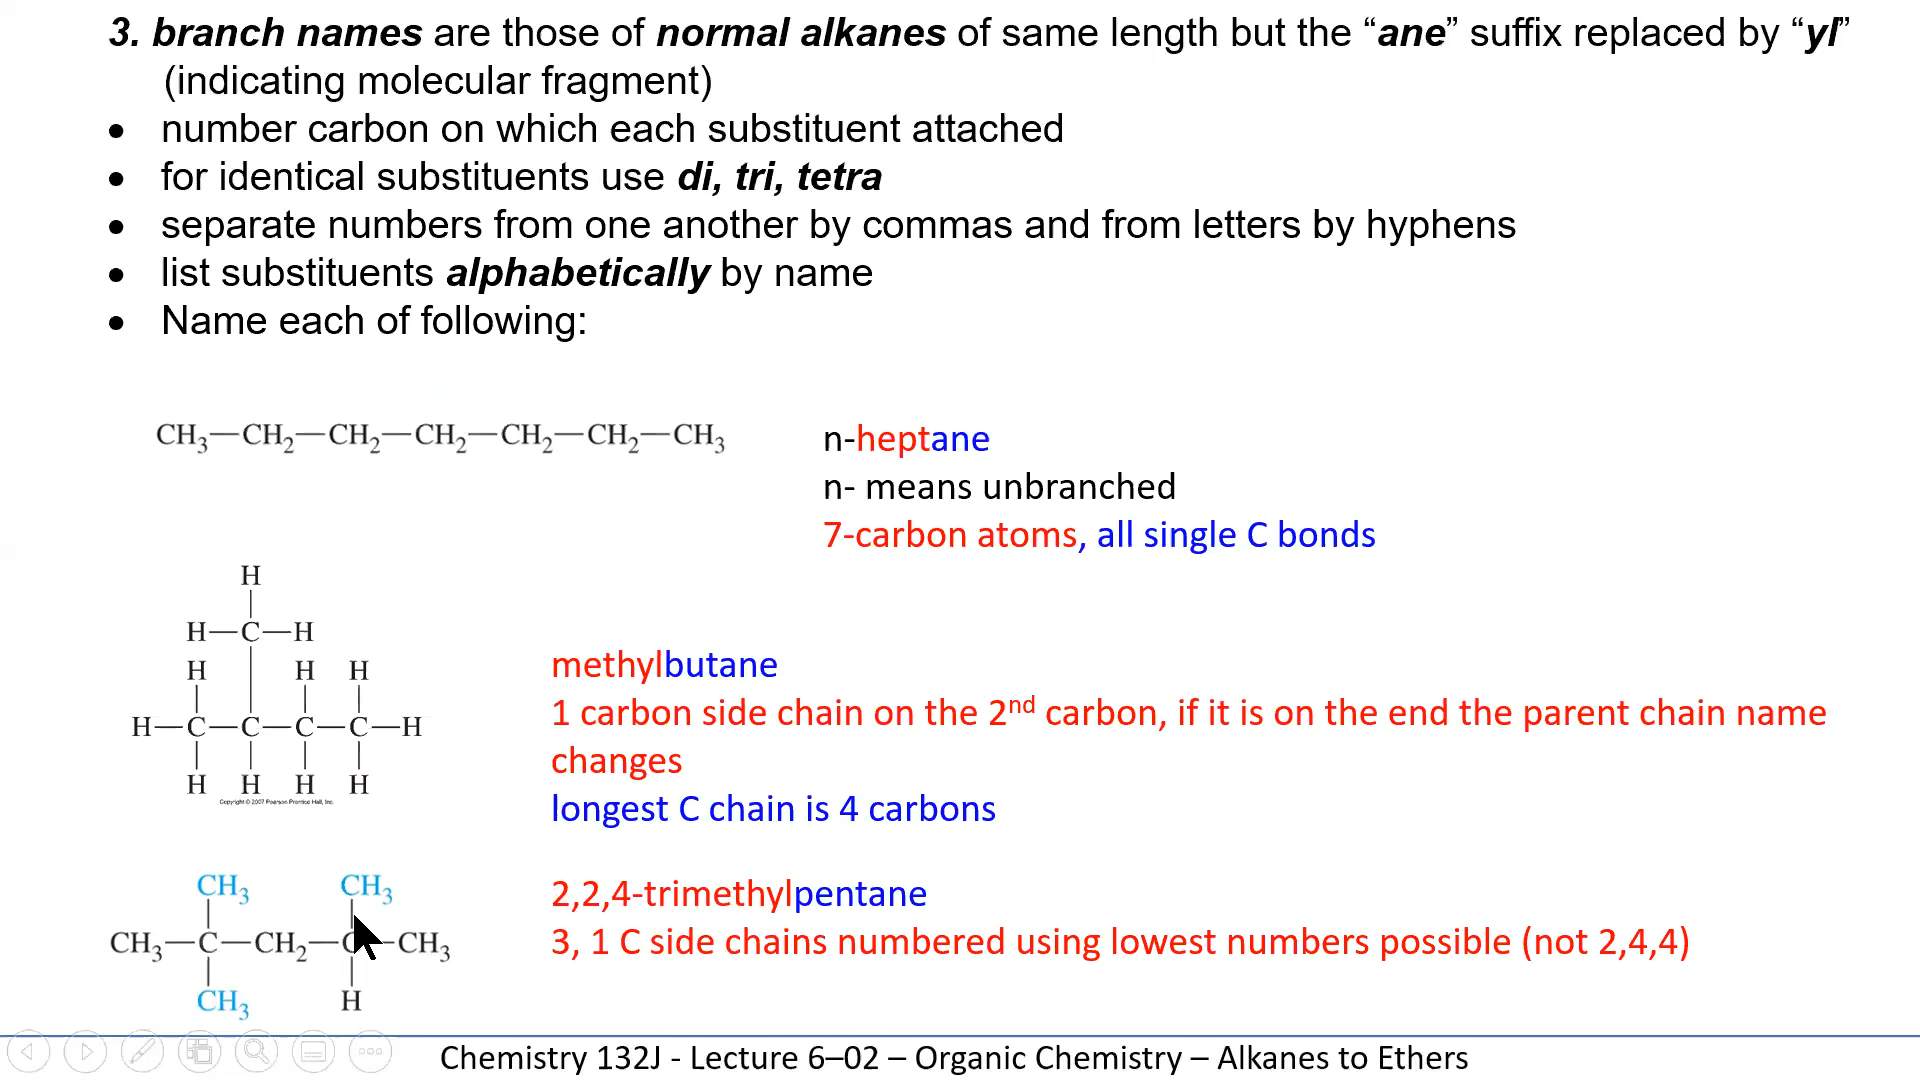 3. branch names are those of normal alkanes of same length but the “ane” suffix replaced by “yl”
(indicating molecular fragment)
• number carbon on which each substituent attached
• for identical substituents use di, tri, tetra
• separate numbers from one another by commas and from letters by hyphens
• list substituents alphabetically by name
• Name each of following:
CH₃—CH₂—CH₂—CH₂—CH₂—CH₂—CH₃
n-heptane
n- means unbranched
7-carbon atoms, all single C bonds
H
H—C—H
H H H
H—C—C—C—C—H
H H H H
Copyright © 2007 Pearson Prentice Hall, Inc.
methylbutane
1 carbon side chain on the 2nd carbon, if it is on the end the parent chain name
changes
longest C chain is 4 carbons
CH₃ CH₃
CH₃—C—CH₂—C—CH₃
CH₃ H
2,2,4-trimethylpentane
3, 1 C side chains numbered using lowest numbers possible (not 2,4,4)
Chemistry 132J - Lecture 6–02 – Organic Chemistry – Alkanes to Ethers